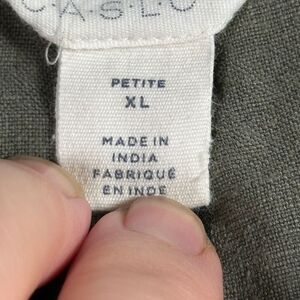 C.A.S.L.O
PETITE
XL
MADE IN
INDIA
FABRIQUÉ
EN INDE